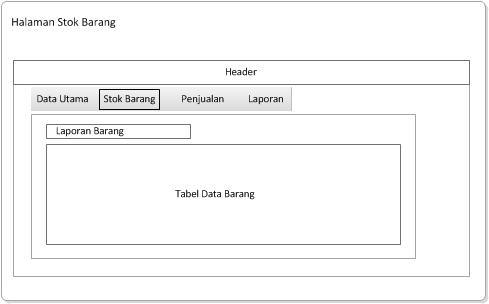 Halaman Stok Barang
Header
Data Utama Stok Barang Penjualan Laporan
Laporan Barang
Tabel Data Barang